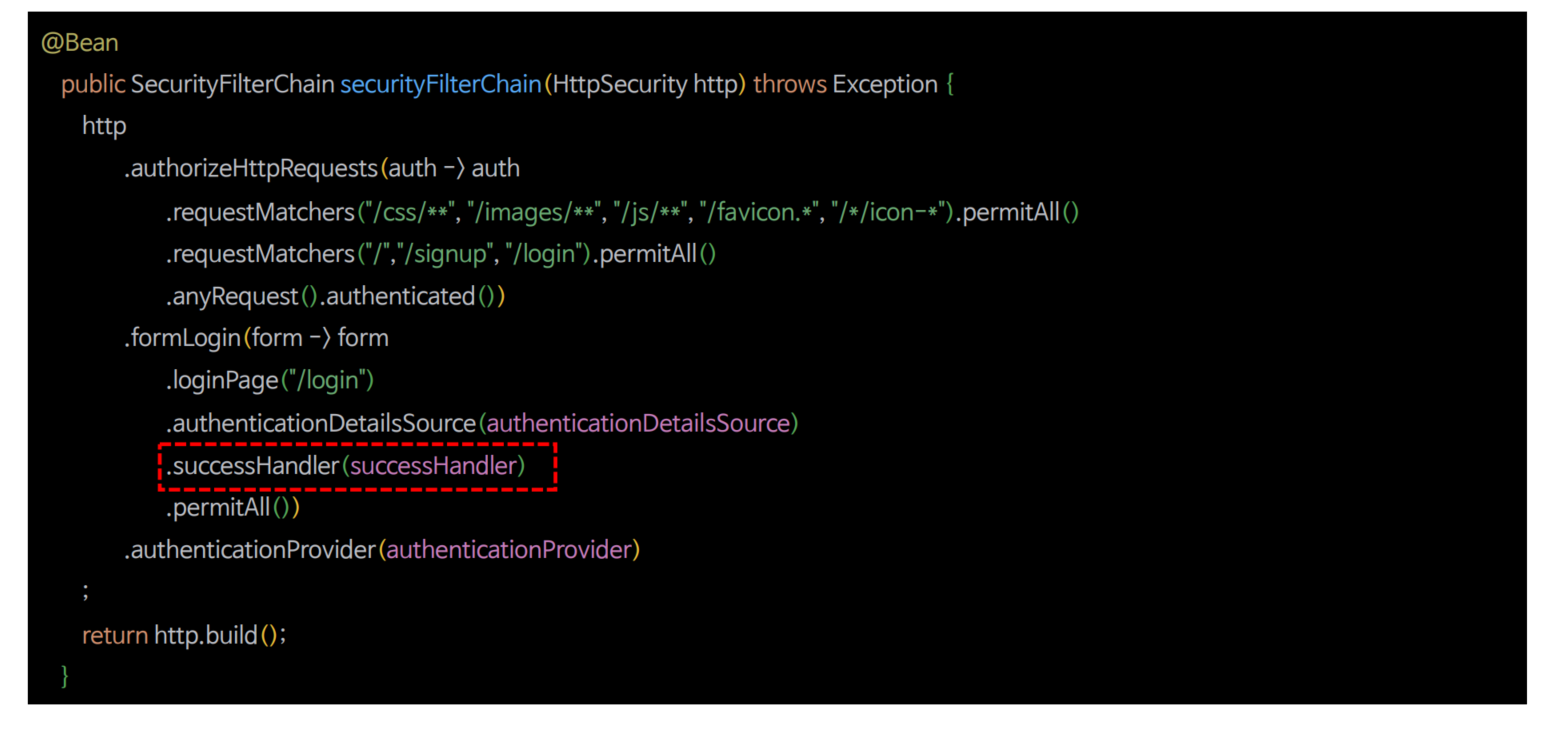 @Bean
public SecurityFilterChain securityFilterChain(HttpSecurity http) throws Exception {
http
.authorizeHttpRequests(auth -> auth
.requestMatchers("/css/**", "/images/**", "/js/**", "/favicon.*", "/*/icon-*").permitAll()
.requestMatchers("/","/signup", "/login").permitAll()
.anyRequest().authenticated())
.formLogin(form -> form
.loginPage("/login")
.authenticationDetailsSource(authenticationDetailsSource)
.successHandler(successHandler)
.permitAll())
.authenticationProvider(authenticationProvider)
;
return http.build();
}